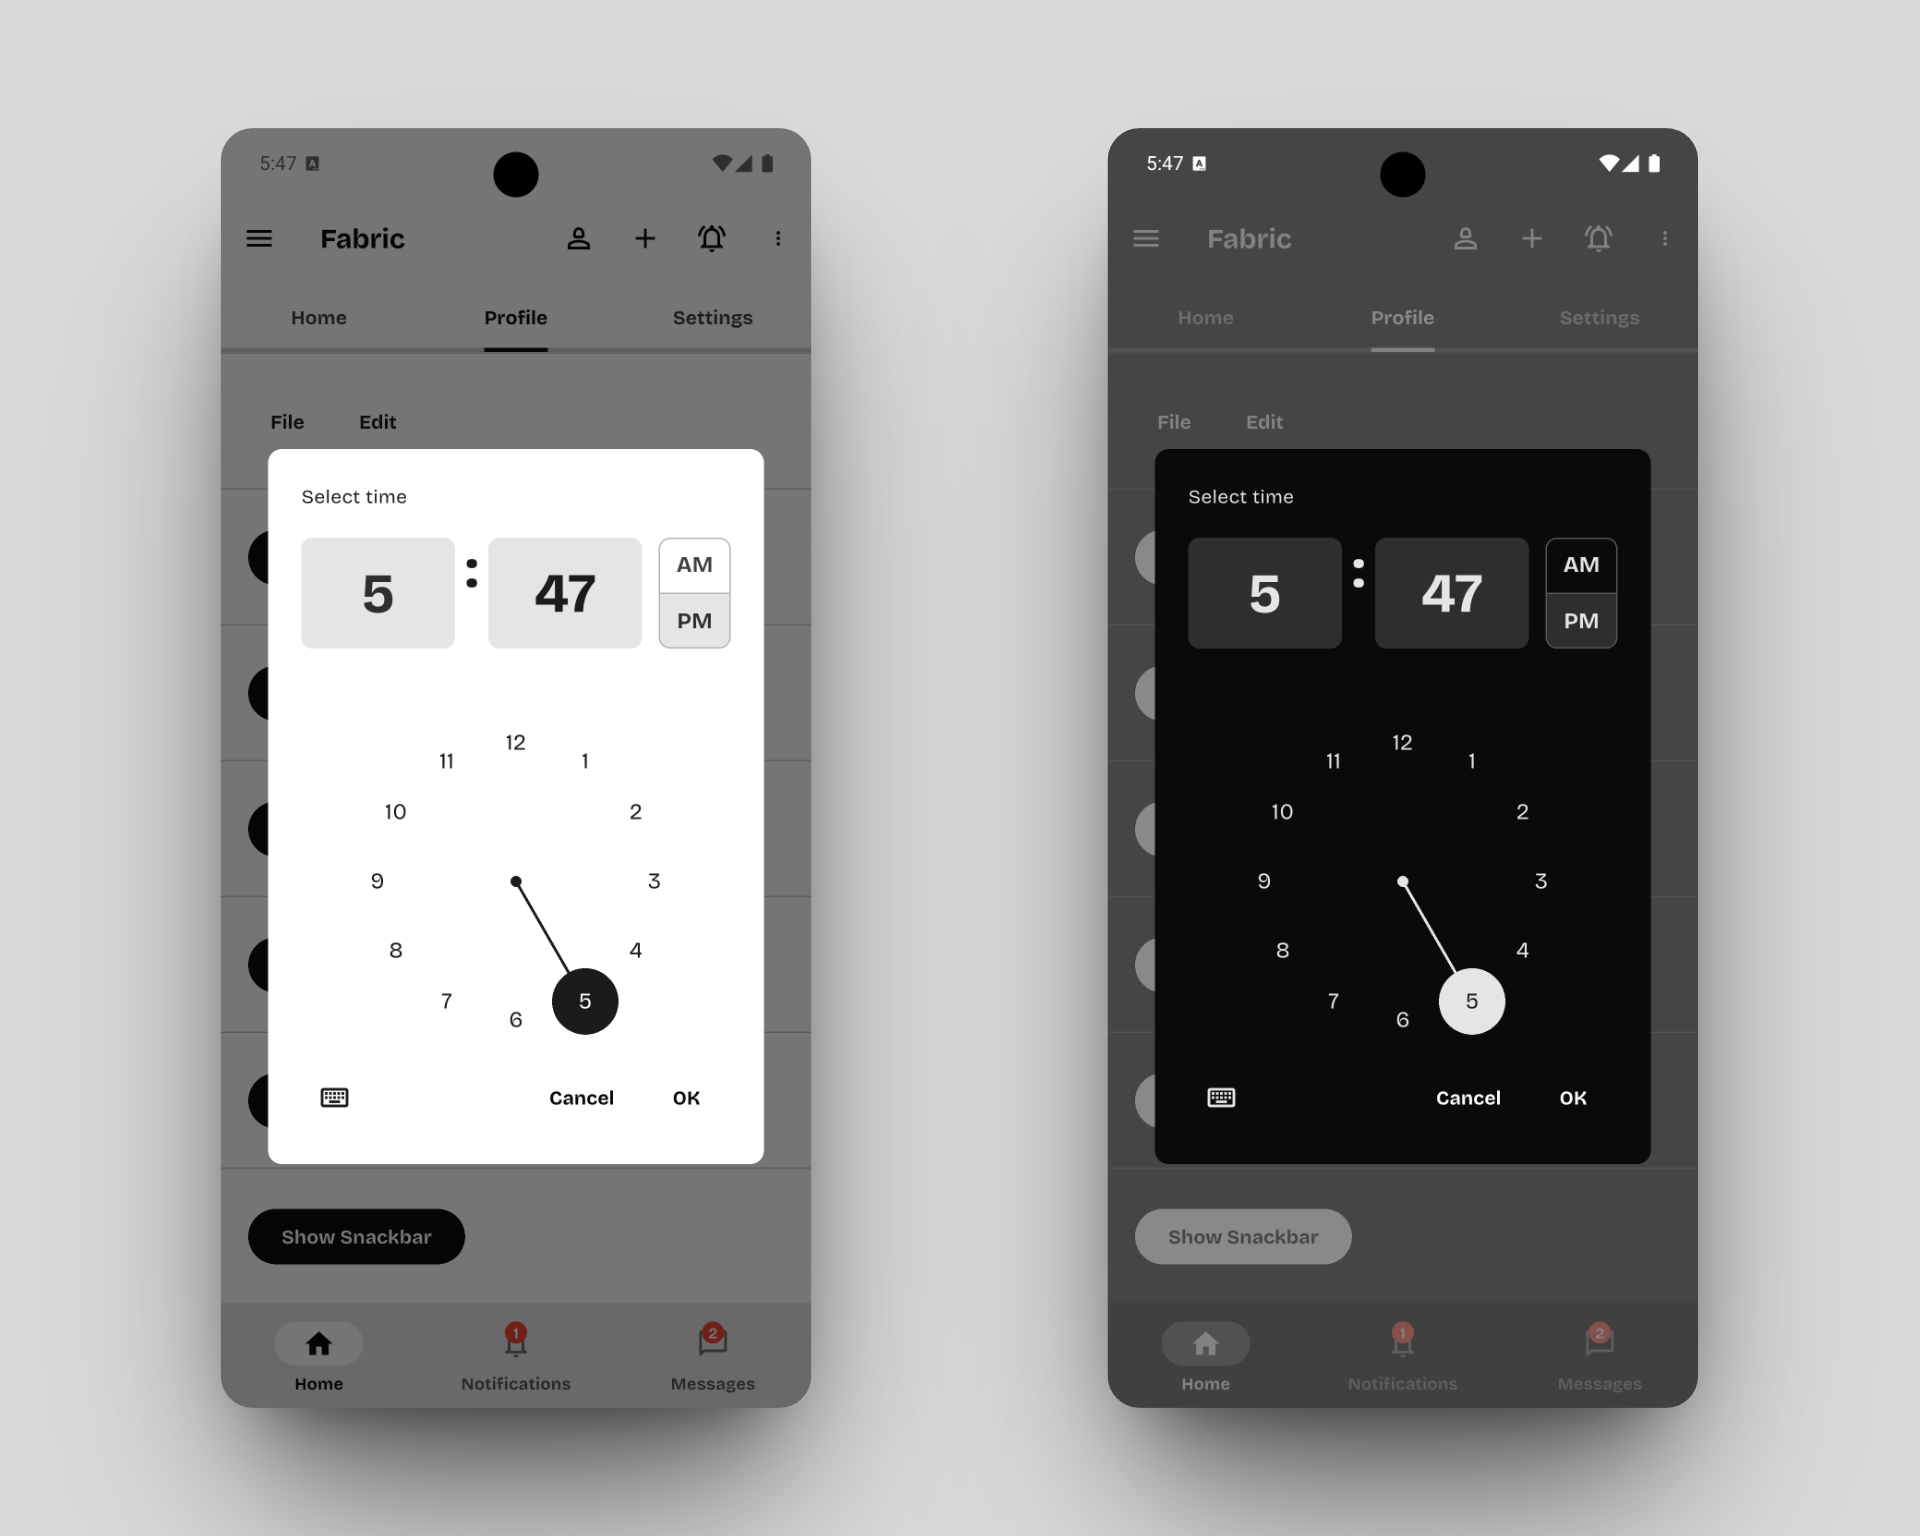 5:47
Fabric
Home Profile Settings
File Edit
Select time
5 : 47
AM
PM
12
11 1
10 2
9 3
8 4
7 5
6
Cancel OK
Show Snackbar
1 2
Home Notifications Messages
5:47
Fabric
Home Profile Settings
File Edit
Select time
5 : 47
AM
PM
12
11 1
10 2
9 3
8 4
7 5
6
Cancel OK
Show Snackbar
1 2
Home Notifications Messages